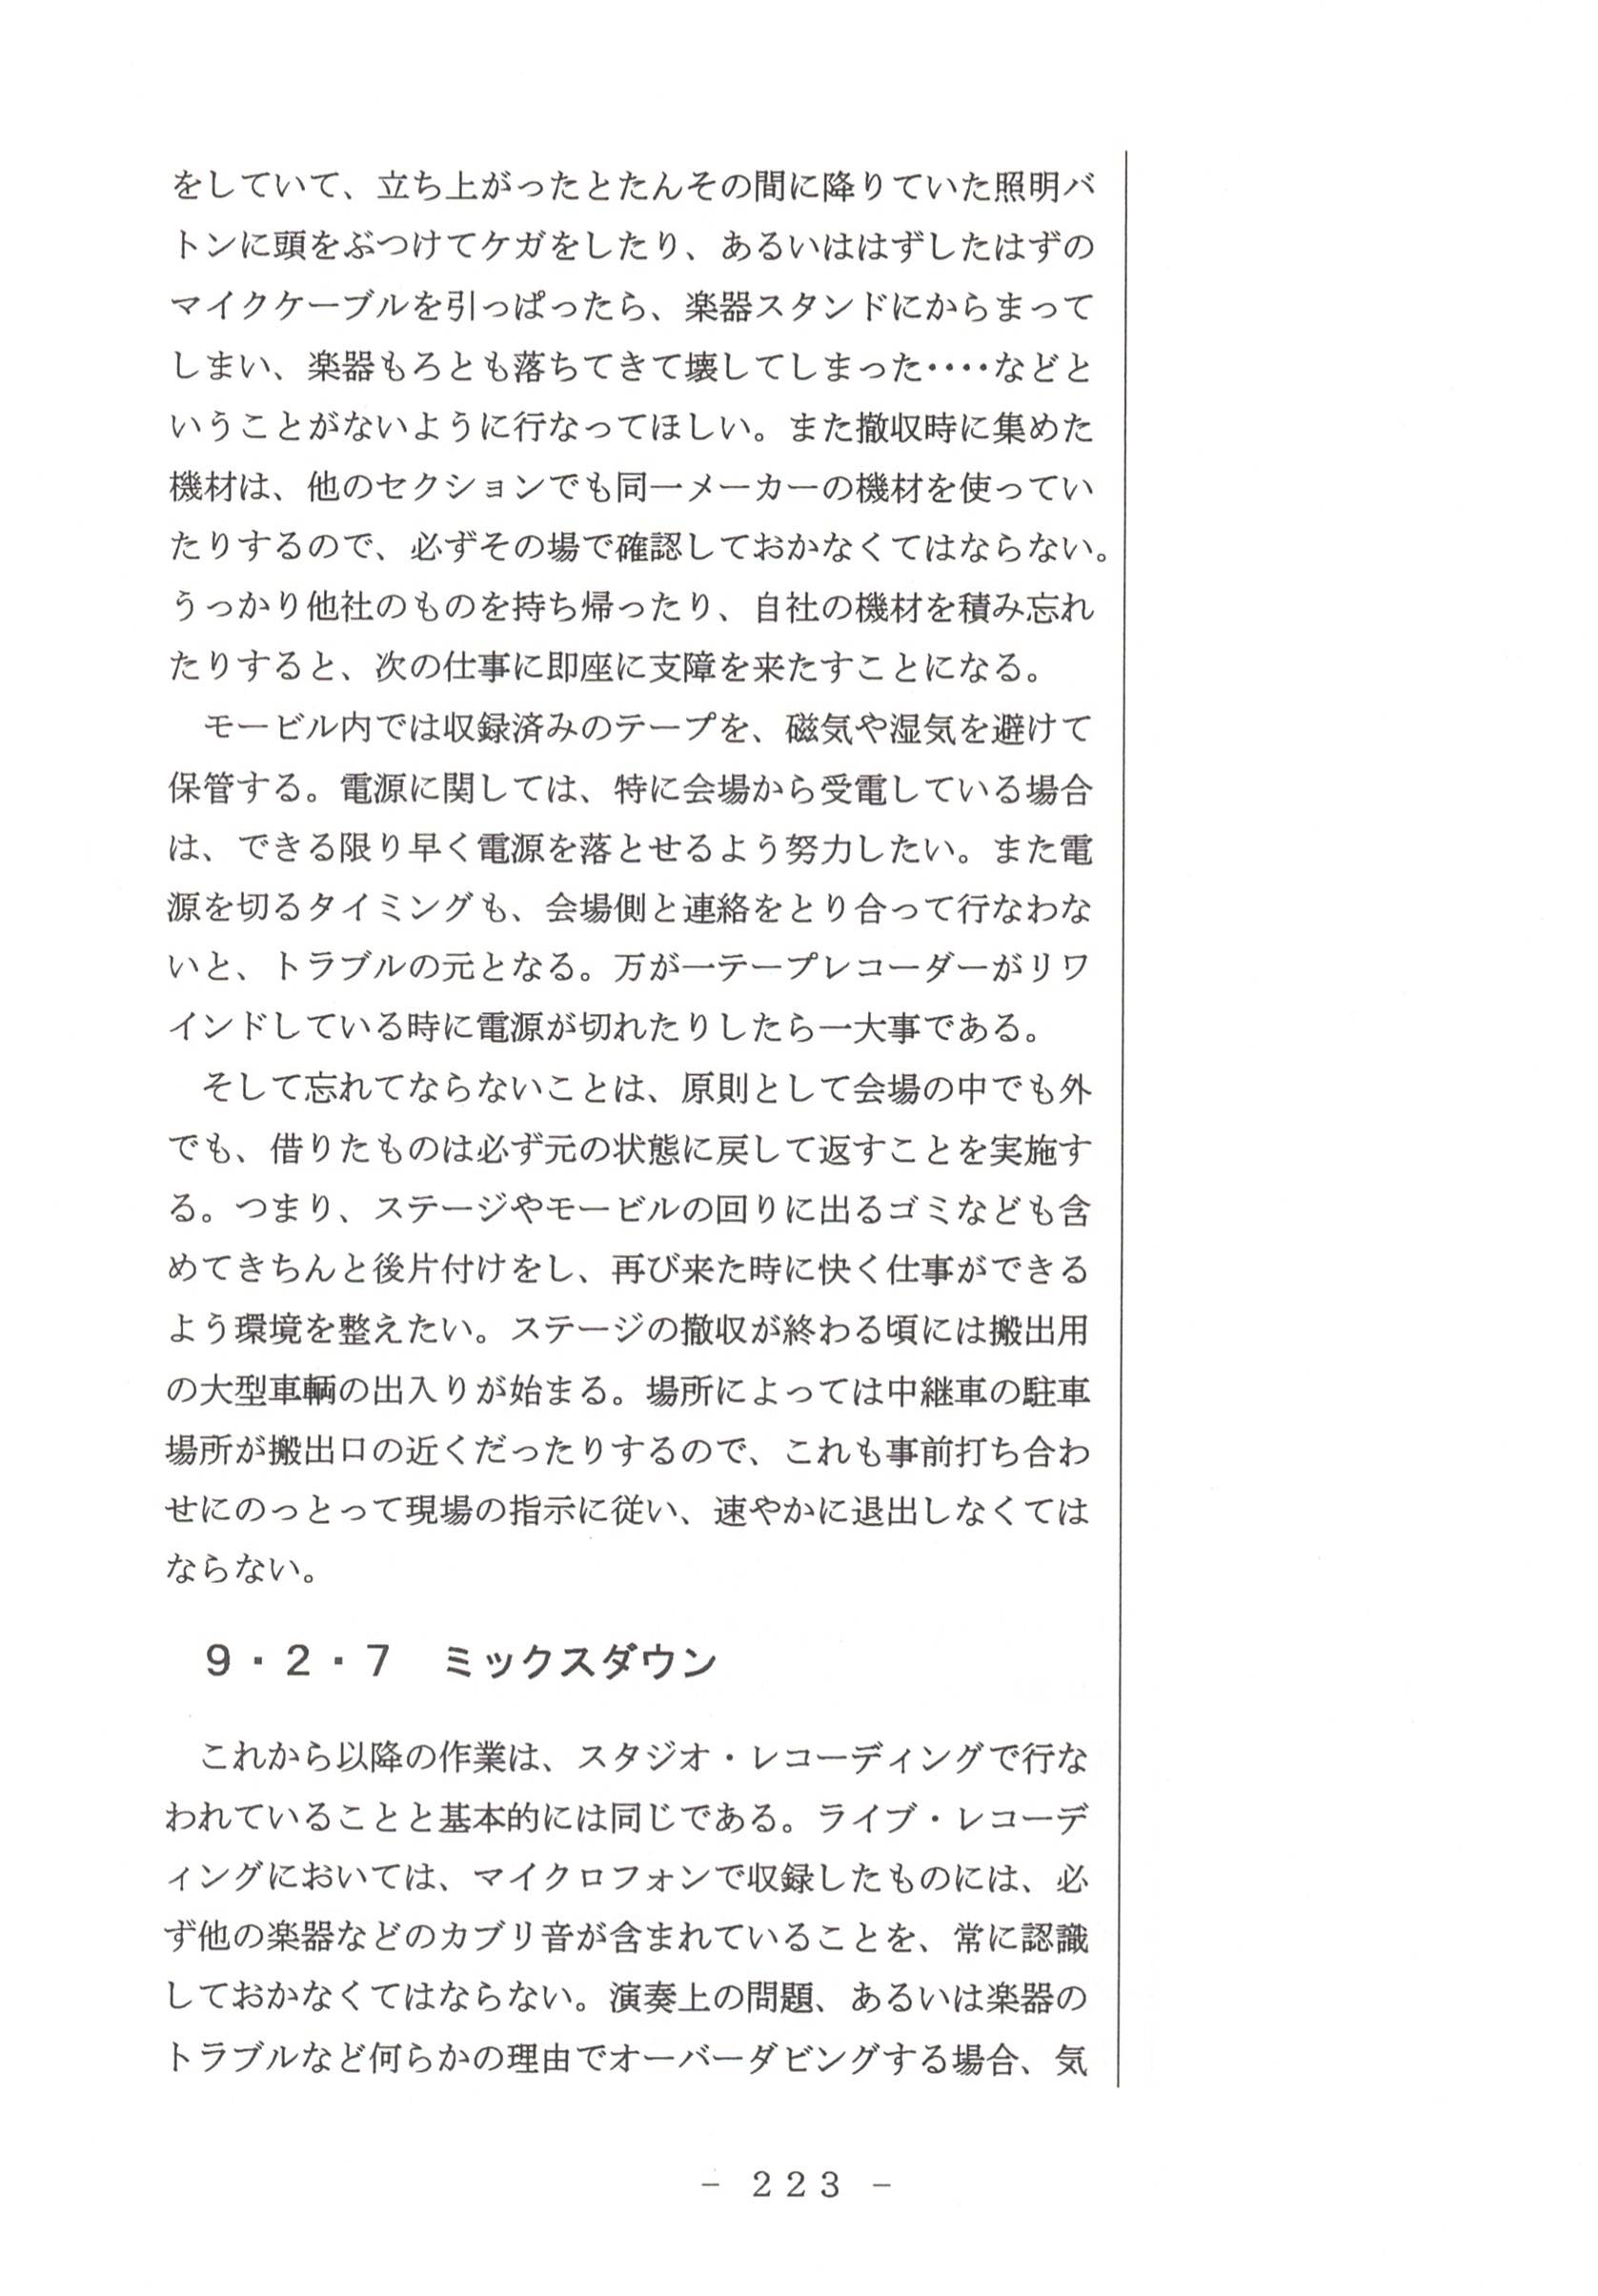 をしていて、立ち上がったとたんその間に降りていた照明バ
トンに頭をぶつけてケガをしたり、あるいははずしたはずの
マイクケーブルを引っぱったら、楽器スタンドにからまって
しまい、楽器もろとも落ちてきて壊してしまった‥‥などと
いうことがないように行なってほしい。また撤収時に集めた
機材は、他のセクションでも同一メーカーの機材を使ってい
たりするので、必ずその場で確認しておかなくてはならない。
うっかり他社のものを持ち帰ったり、自社の機材を積み忘れ
たりすると、次の仕事に即座に支障を来たすことになる。
　モービル内では収録済みのテープを、磁気や湿気を避けて
保管する。電源に関しては、特に会場から受電している場合
は、できる限り早く電源を落とせるよう努力したい。また電
源を切るタイミングも、会場側と連絡をとり合って行なわな
いと、トラブルの元となる。万が一テープレコーダーがリワ
インドしている時に電源が切れたりしたら一大事である。
　そして忘れてならないことは、原則として会場の中でも外
でも、借りたものは必ず元の状態に戻して返すことを実施す
る。つまり、ステージやモービルの回りに出るゴミなども含
めてきちんと後片付けをし、再び来た時に快く仕事ができる
よう環境を整えたい。ステージの撤収が終わる頃には搬出用
の大型車輌の出入りが始まる。場所によっては中継車の駐車
場所が搬出口の近くだったりするので、これも事前打ち合わ
せにのっとって現場の指示に従い、速やかに退出しなくては
ならない。
９・２・７　ミックスダウン
　これから以降の作業は、スタジオ・レコーディングで行な
われていることと基本的には同じである。ライブ・レコーデ
ィングにおいては、マイクロフォンで収録したものには、必
ず他の楽器などのカブリ音が含まれていることを、常に認識
しておかなくてはならない。演奏上の問題、あるいは楽器の
トラブルなど何らかの理由でオーバーダビングする場合、気
－ 223 －